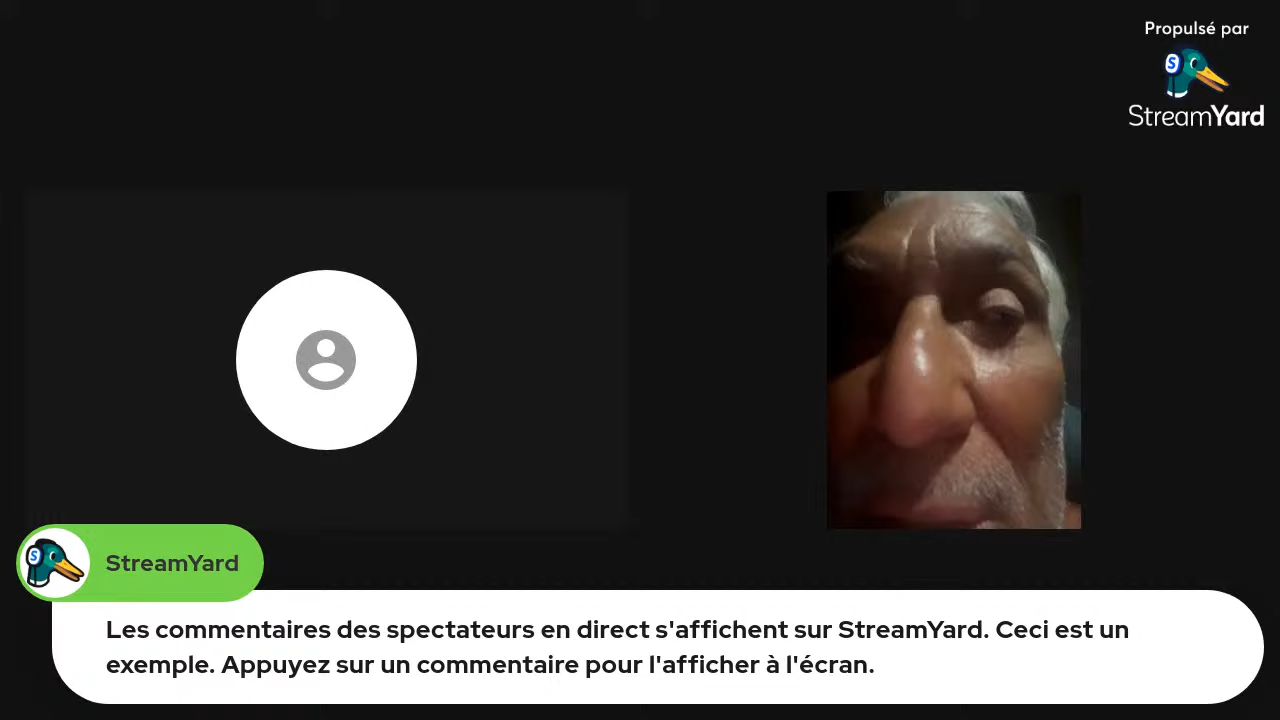 Propulsé par
StreamYard
StreamYard
Les commentaires des spectateurs en direct s'affichent sur StreamYard. Ceci est un
exemple. Appuyez sur un commentaire pour l'afficher à l'écran.